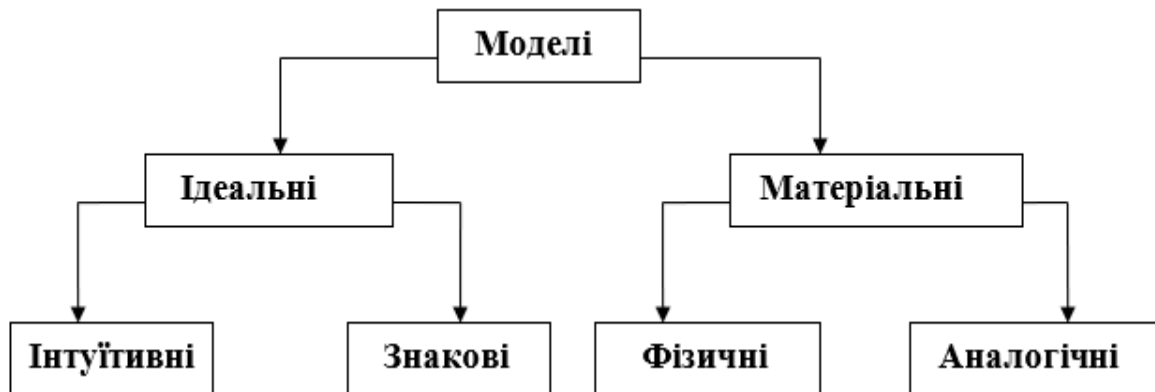 Моделі
Ідеальні
Матеріальні
Інтуїтивні
Знакові
Фізичні
Аналогічні